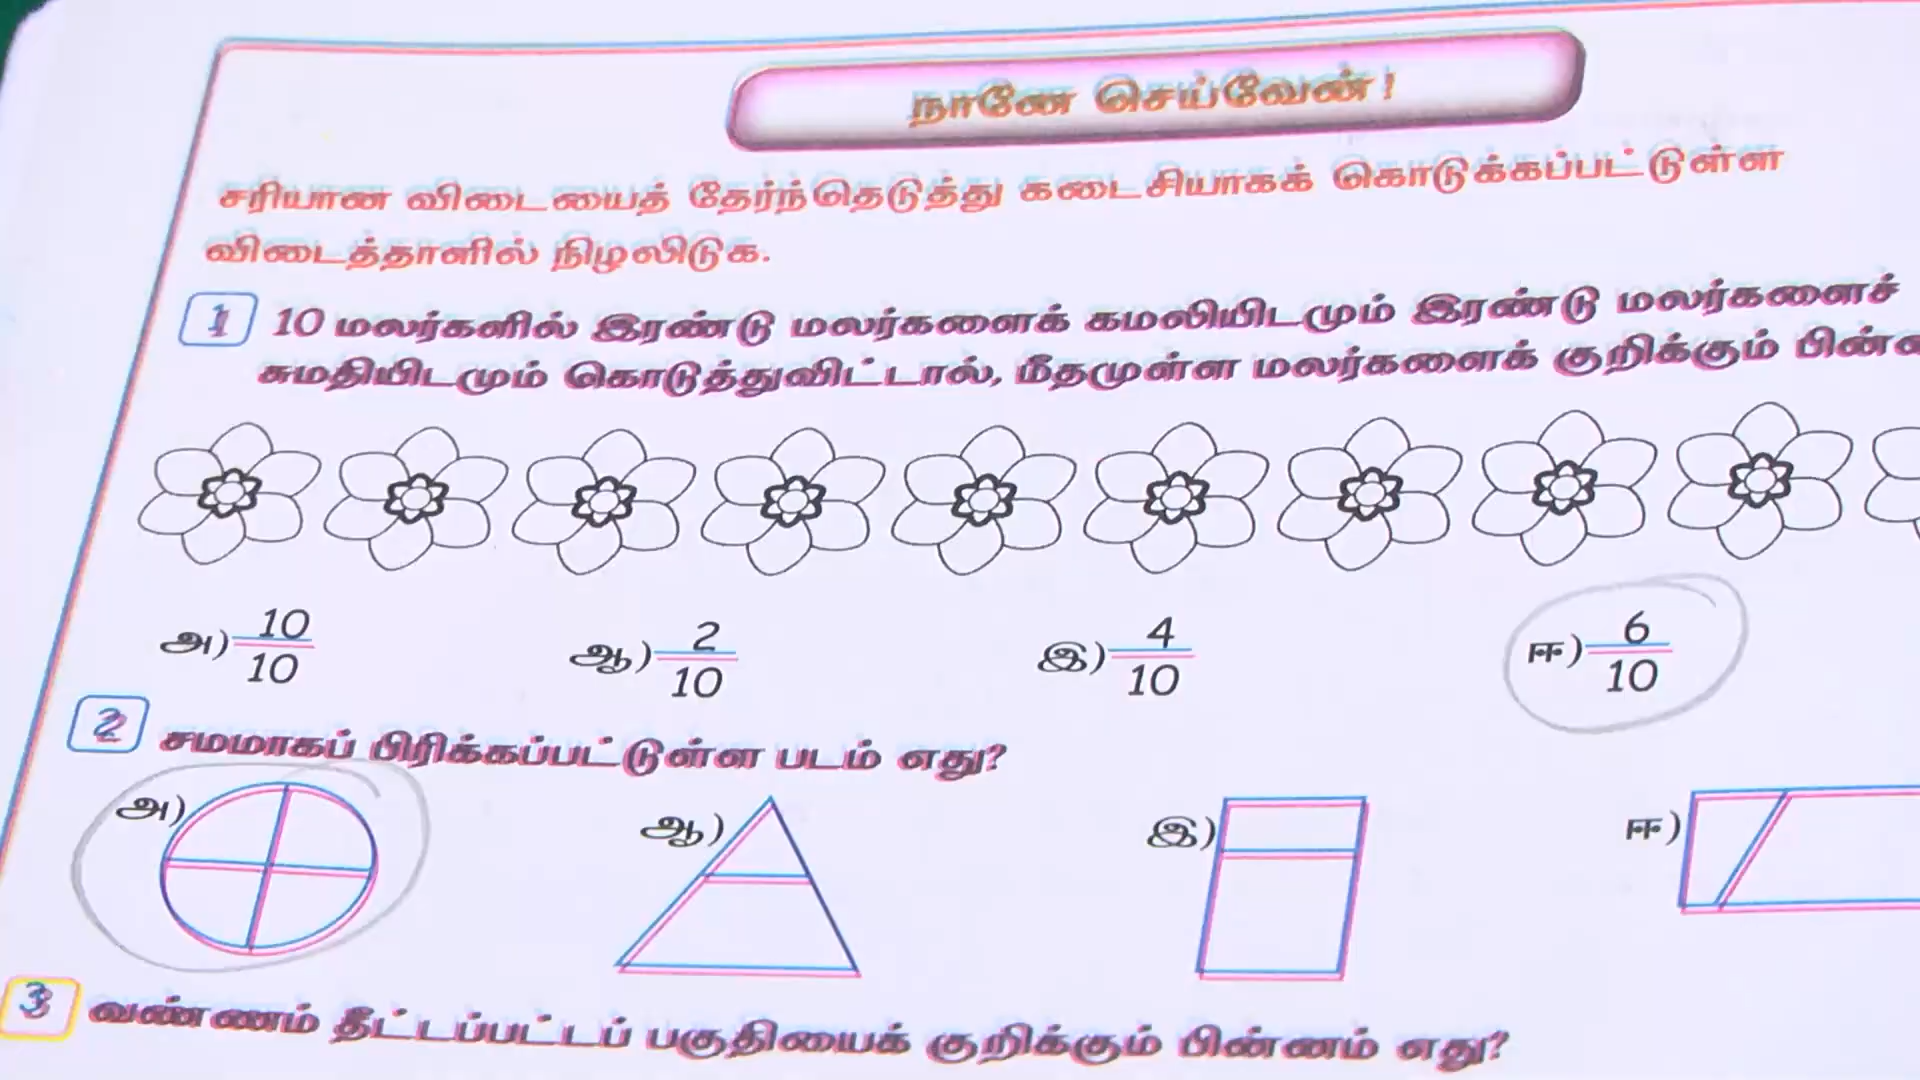 நானே செய்வேன்!
சரியான விடையைத் தேர்ந்தெடுத்து கடைசியாகக் கொடுக்கப்பட்டுள்ள
விடைத்தாளில் நிழலிடுக.
1 10 மலர்களில் இரண்டு மலர்களைக் கமலியிடமும் இரண்டு மலர்களைச்
சுமதியிடமும் கொடுத்துவிட்டால், மீதமுள்ள மலர்களைக் குறிக்கும்
அ) 10/10 ஆ) 2/10 இ) 4/10 ஈ) 6/10
2 சமமாகப் பிரிக்கப்பட்டுள்ள படம் எது?
அ) ஆ) இ) ஈ)
3 வண்ணம் தீட்டப்பட்டப் பகுதியைக் குறிக்கும் பின்னம் எது?